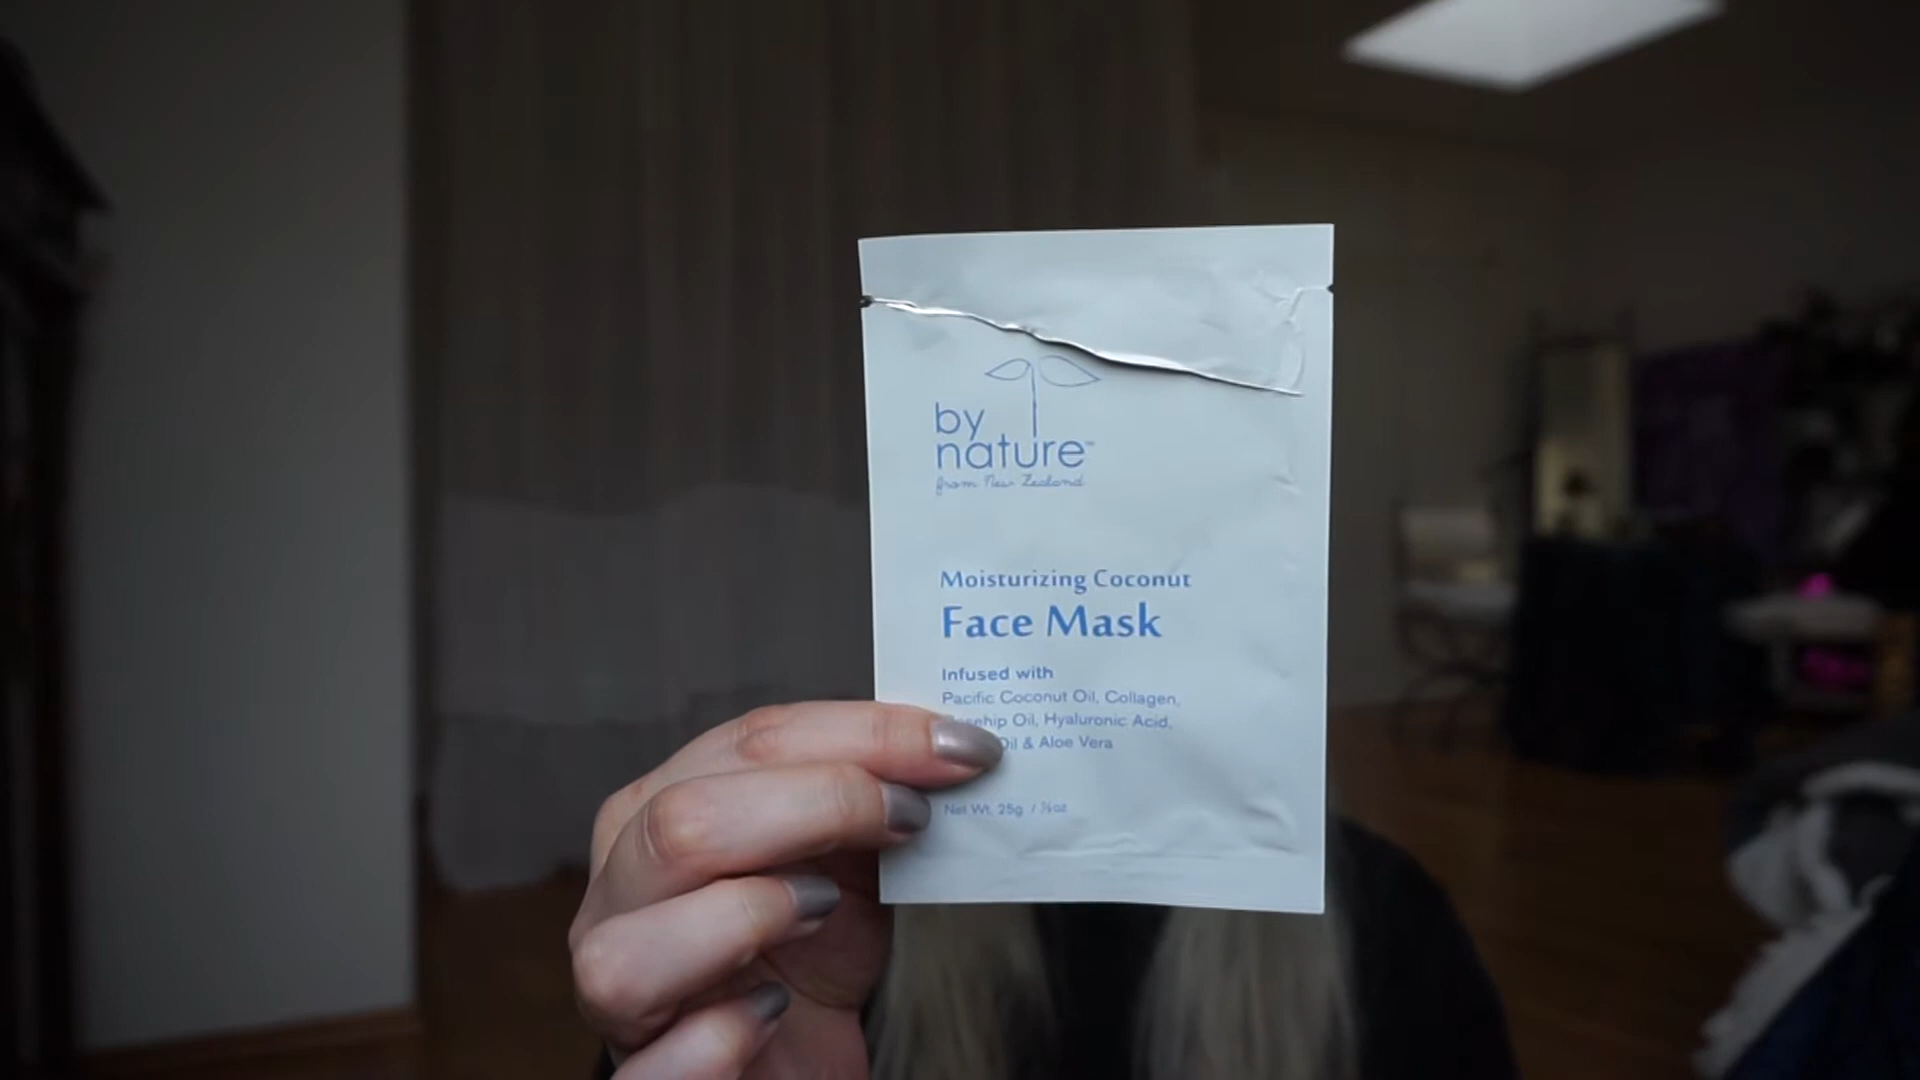 by
nature™
from New Zealand
Moisturizing Coconut
Face Mask
Infused with
Pacific Coconut Oil, Collagen,
Oil, Hyaluronic Acid,
Oil & Aloe Vera
Net Wt. 25g /